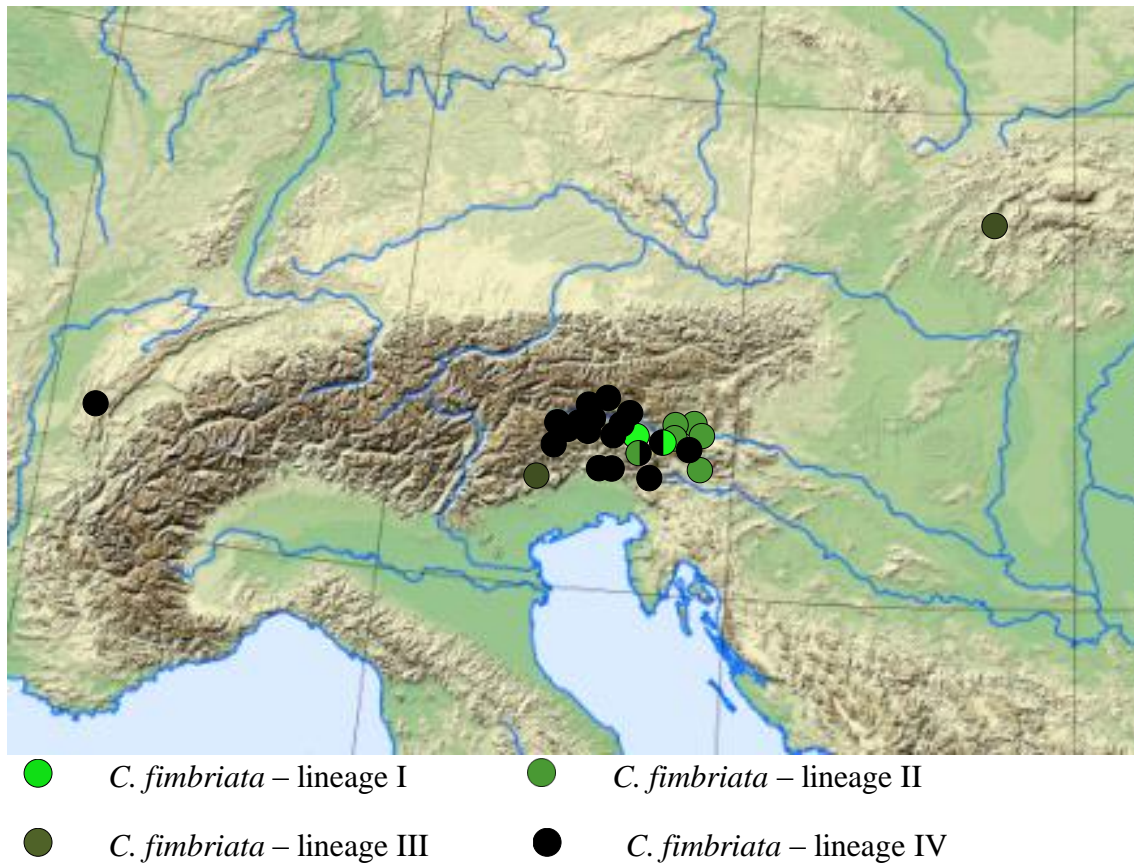 C. fimbriata – lineage I
C. fimbriata – lineage II
C. fimbriata – lineage III
C. fimbriata – lineage IV